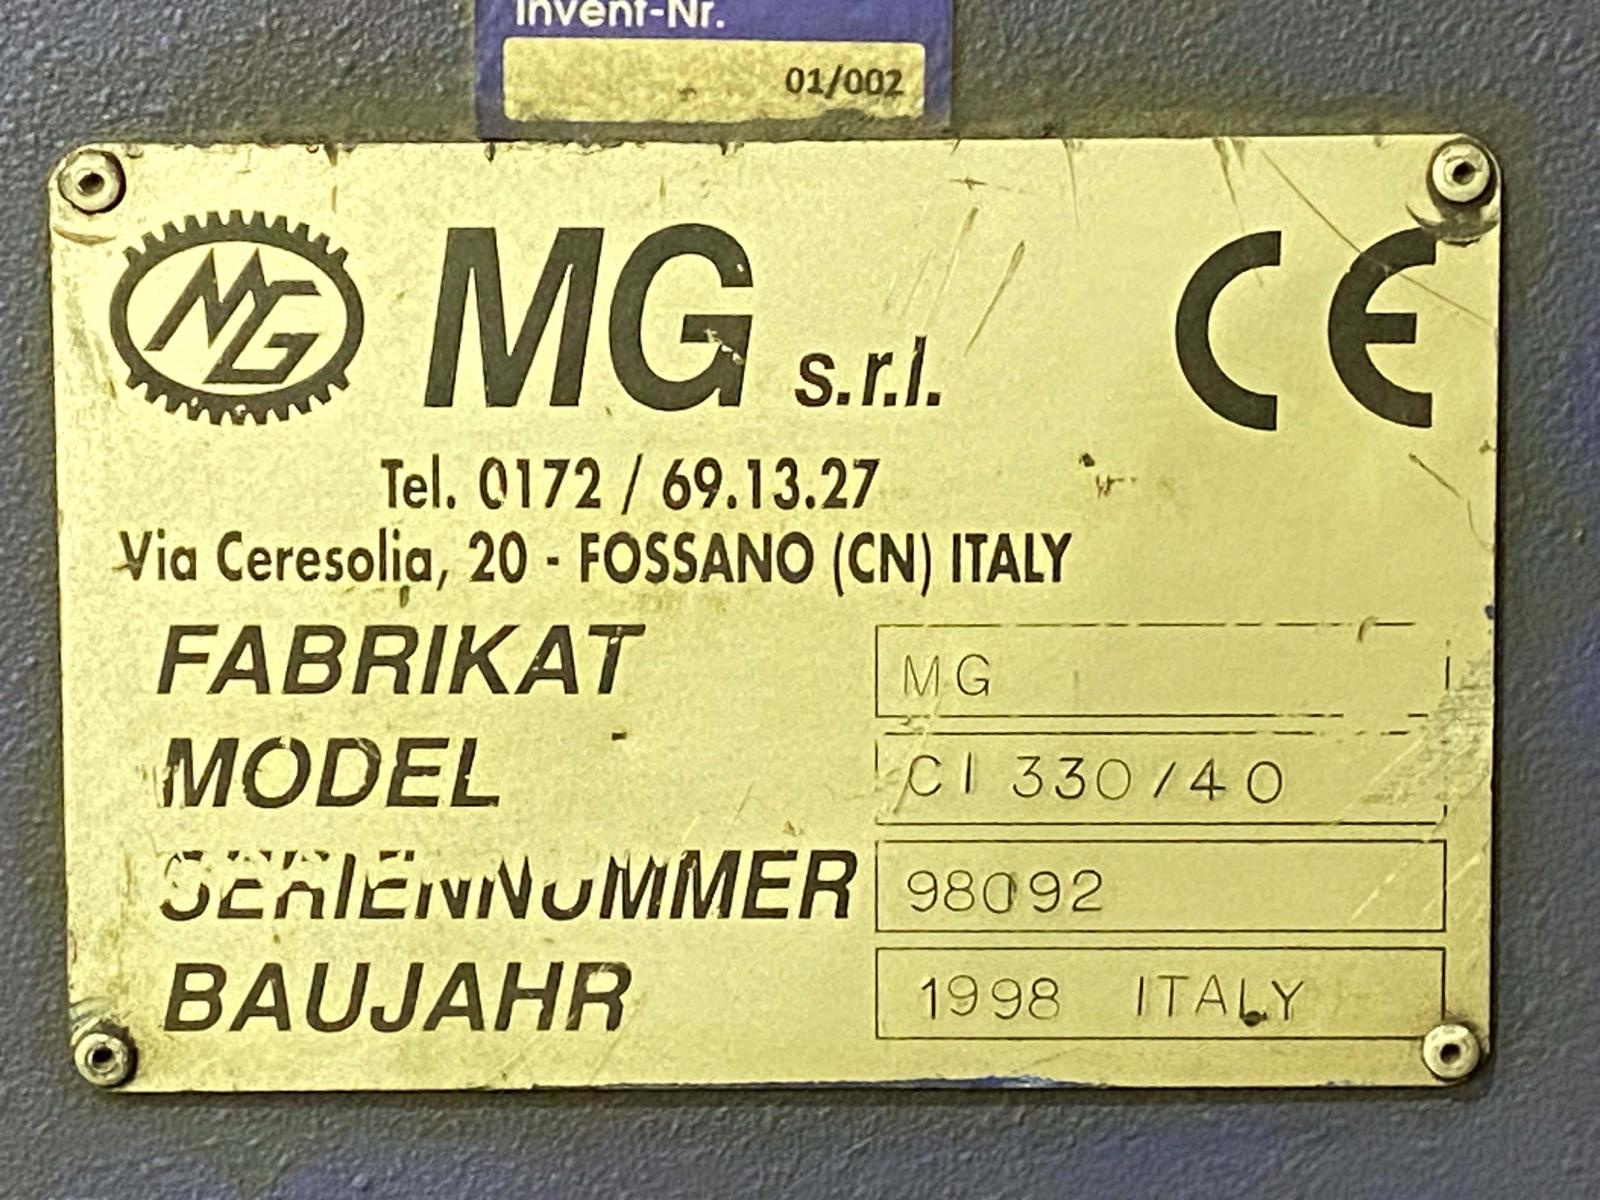 Invent-Nr.
01/002
MG MG s.r.l. CE
Tel. 0172 / 69.13.27
Via Ceresolia, 20 - FOSSANO (CN) ITALY
FABRIKAT MG
MODEL CI 330/40
SERIENNUMMER 98092
BAUJAHR 1998 ITALY